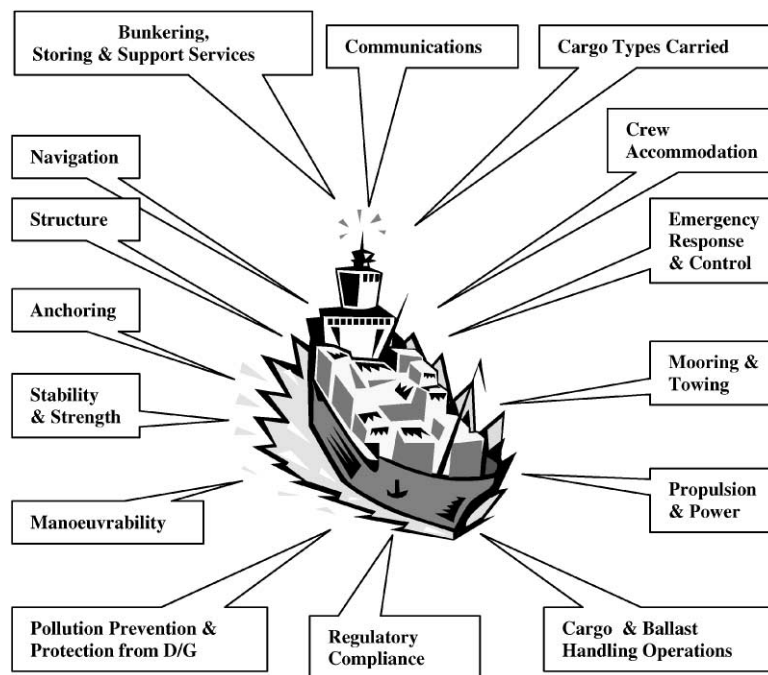 Bunkering,
Storing & Support Services
Communications
Cargo Types Carried
Navigation
Crew
Accommodation
Structure
Emergency
Response
& Control
Anchoring
Mooring &
Towing
Stability
& Strength
Propulsion
& Power
Manoeuvrability
Pollution Prevention &
Protection from D/G
Regulatory
Compliance
Cargo & Ballast
Handling Operations